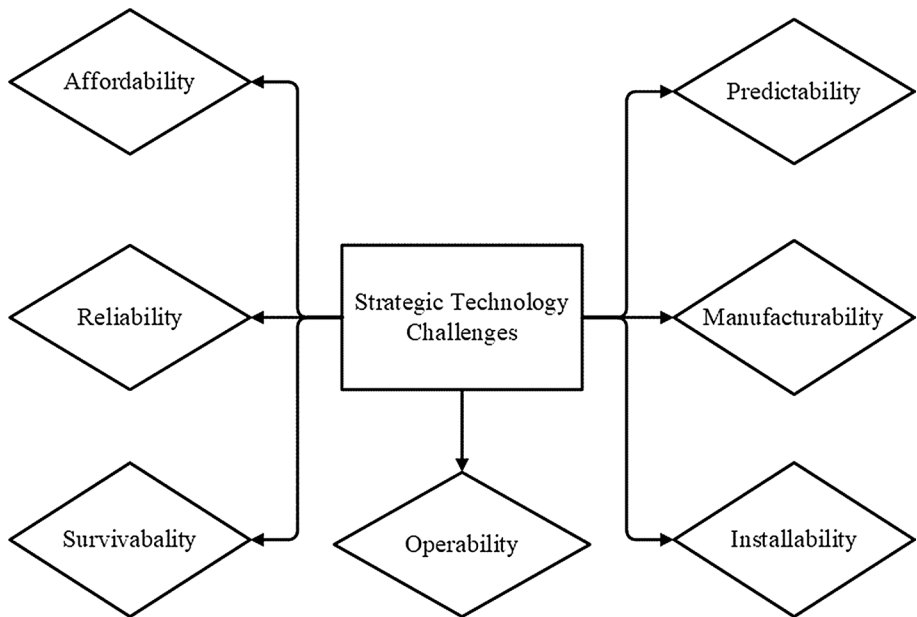 Affordability
Predictability
Reliability
Strategic Technology
Challenges
Manufacturability
Survivabality
Operability
Installability